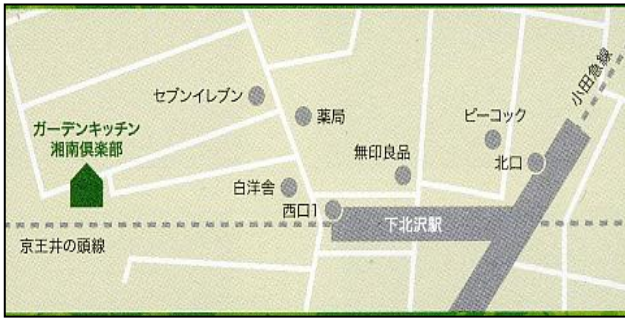 セブンイレブン
薬局
ピーコック
小田急線
ガーデンキッチン
湘南倶楽部
無印良品
北口
白洋舎
西口1
下北沢駅
京王井の頭線